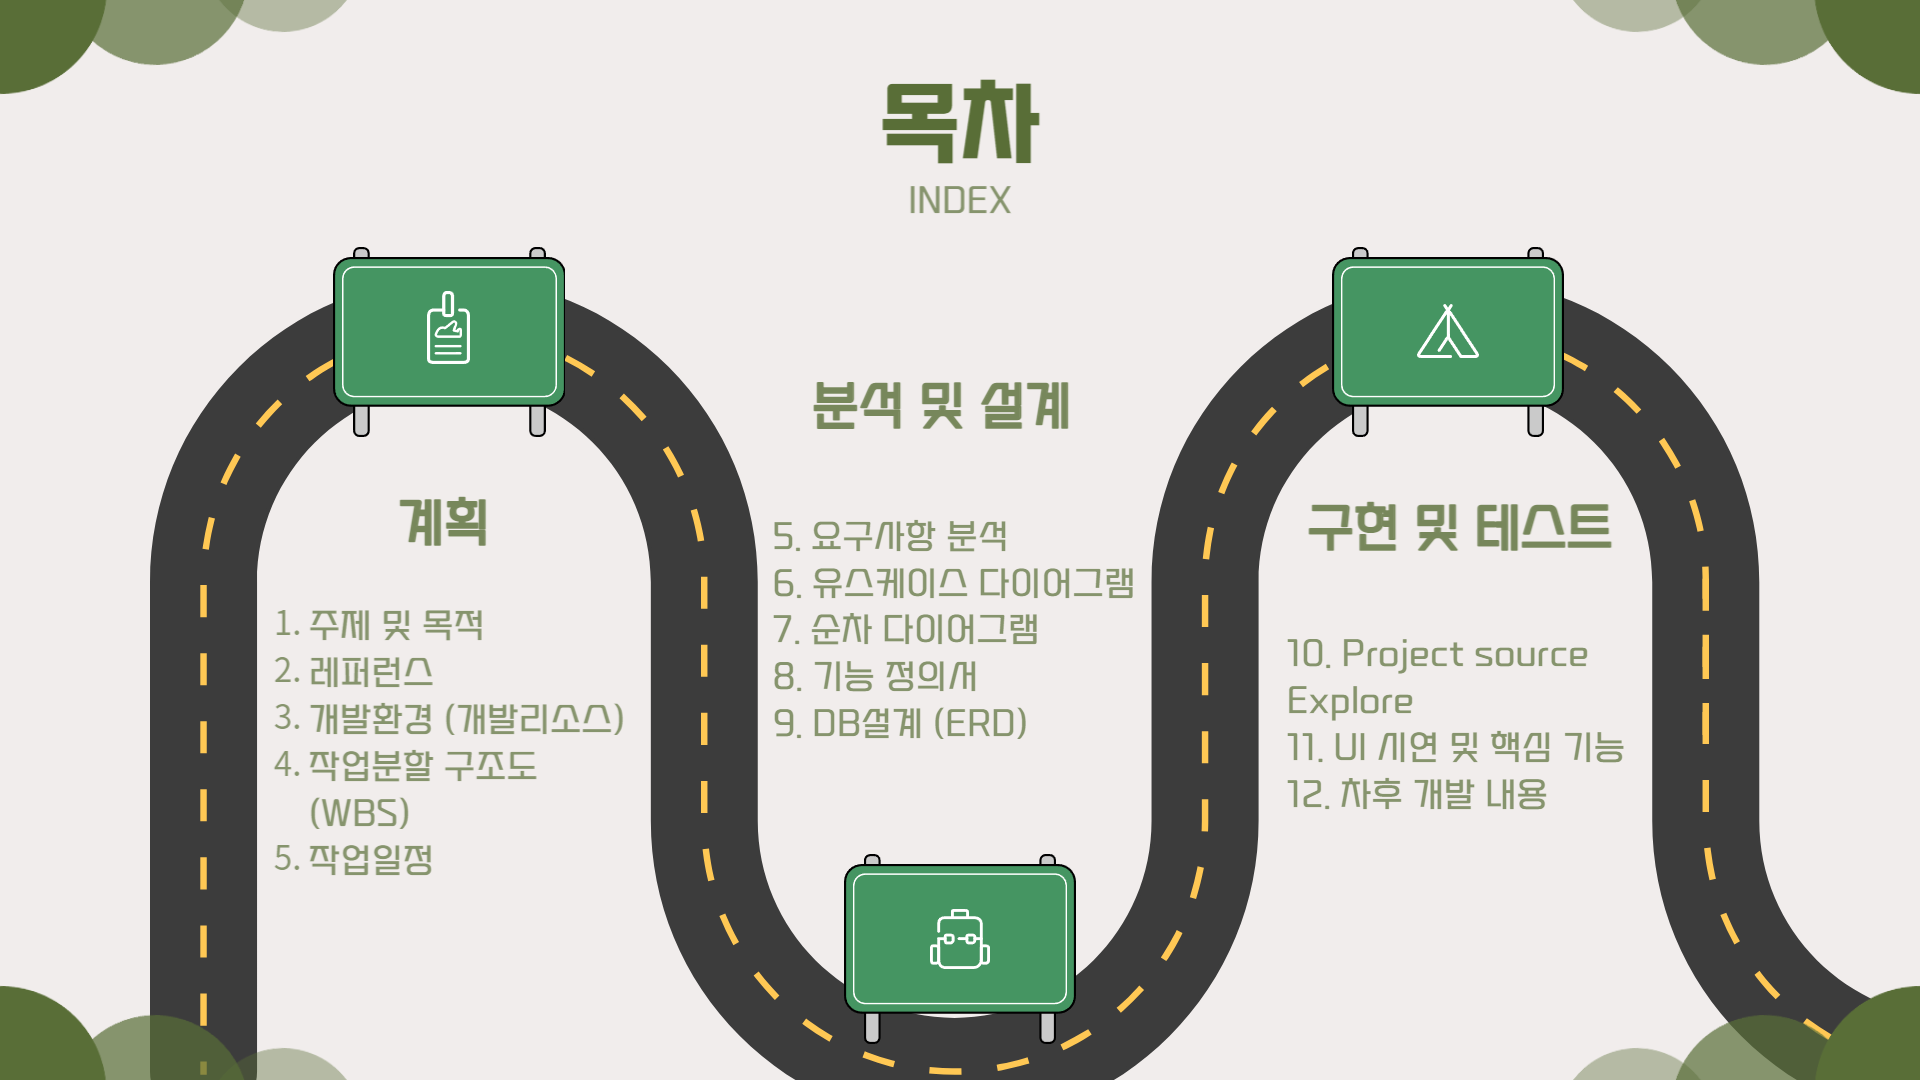 목차
INDEX
계획
1. 주제 및 목적
2. 레퍼런스
3. 개발환경 (개발리소스)
4. 작업분할 구조도
(WBS)
5. 작업일정
분석 및 설계
5. 요구사항 분석
6. 유스케이스 다이어그램
7. 순차 다이어그램
8. 기능 정의서
9. DB설계 (ERD)
구현 및 테스트
10. Project source
Explore
11. UI 시연 및 핵심 기능
12. 차후 개발 내용